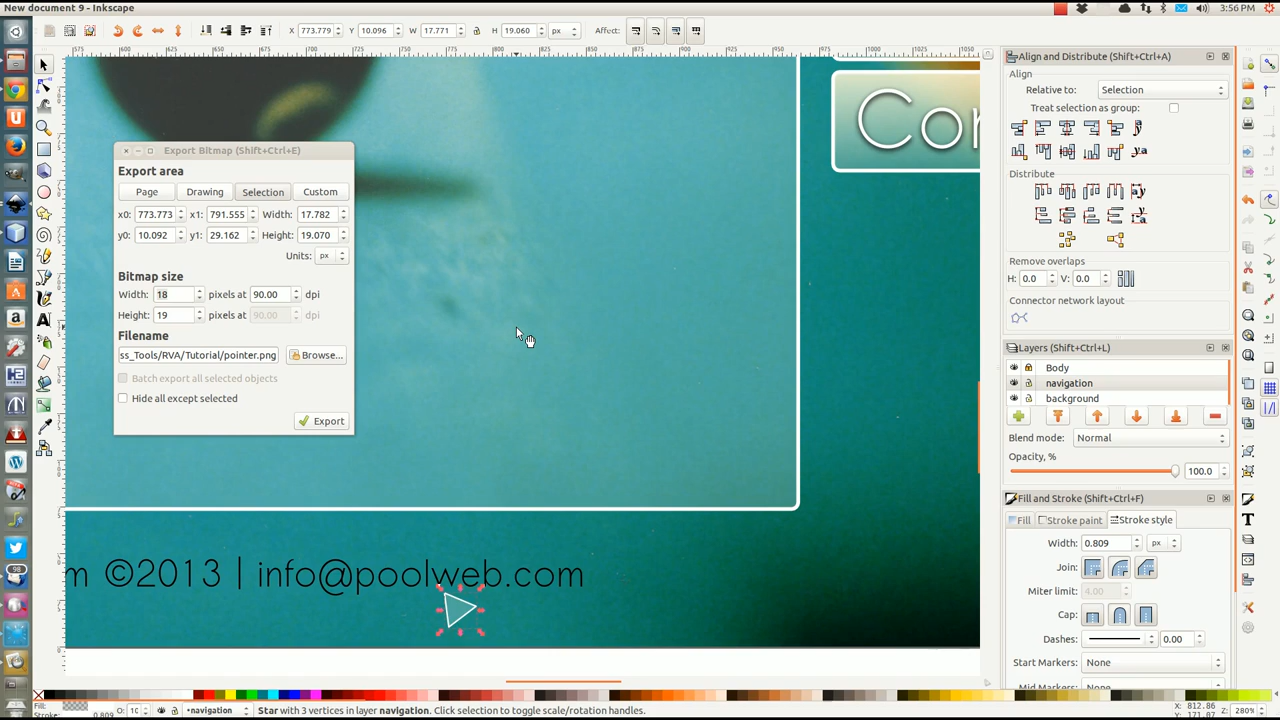 New document 9 - Inkscape
3:56 PM
X 773.779 Y 10.096 W 17.771 H 19.060 px Affect:
Align and Distribute (Shift+Ctrl+A)
Align
Relative to: Selection
Treat selection as group:
Distribute
Remove overlaps
H: 0.0 V: 0.0
Connector network layout
Layers (Shift+Ctrl+L)
Body
navigation
background
Blend mode: Normal
Opacity, %
100.0
Fill and Stroke (Shift+Ctrl+F)
Fill Stroke paint Stroke style
Width: 0.809 px
Join:
Miter limit: 4.00
Cap:
Dashes: 0.00
Start Markers: None
Export Bitmap (Shift+Ctrl+E)
Export area
Page Drawing Selection Custom
x0: 773.773 x1: 791.555 Width: 17.782
y0: 10.092 y1: 29.162 Height: 19.070
Units: px
Bitmap size
Width: 18 pixels at 90.00 dpi
Height: 19 pixels at 90.00 dpi
Filename
ss_Tools/RVA/Tutorial/pointer.png Browse...
Batch export all selected objects
Hide all except selected
Export
Con
m ©2013 | info@poolweb.com
Fill:
Stroke: 0.809 O: •navigation Star with 3 vertices in layer navigation. Click selection to toggle scale/rotation handles.
X: 812.86
Y: 171.87
Z: 280%